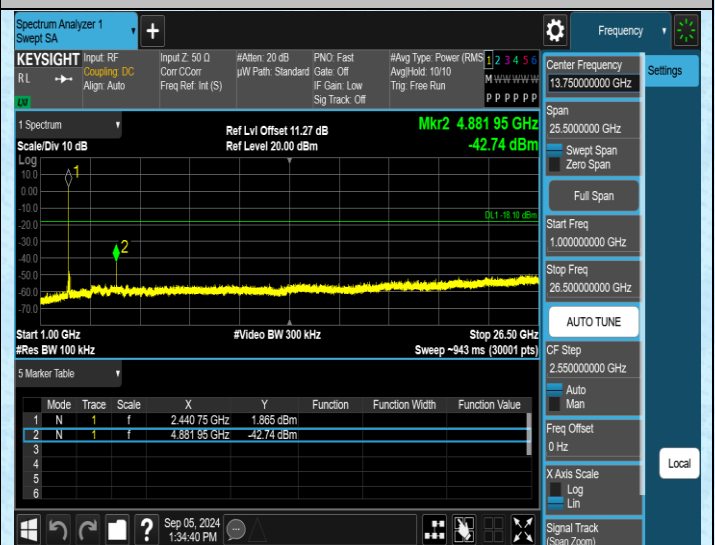 Spectrum Analyzer 1
Swept SA
+
Frequency
KEYSIGHT
Input: RF
Coupling: DC
Align: Auto
RL
LXI
Input Z: 50 Ω
Corr CCorr
Freq Ref: Int (S)
#Atten: 20 dB
µW Path: Standard
PNO: Fast
Gate: Off
IF Gain: Low
Sig Track: Off
#Avg Type: Power (RMS
Avg|Hold: 10/10
Trig: Free Run
1 2 3 4 5 6
M W W W W W
P P P P P P
1 Spectrum
Scale/Div 10 dB
Ref Lvl Offset 11.27 dB
Ref Level 20.00 dBm
Mkr2 4.881 95 GHz
-42.74 dBm
Log
10.0
0.00
-10.0
-20.0
-30.0
-40.0
-50.0
-60.0
-70.0
1
2
DL1 -18.10 dBm
Start 1.00 GHz
#Res BW 100 kHz
#Video BW 300 kHz
Stop 26.50 GHz
Sweep ~943 ms (30001 pts)
5 Marker Table
Mode Trace Scale X Y Function Function Width Function Value
1 N 1 f 2.440 75 GHz 1.865 dBm
2 N 1 f 4.881 95 GHz -42.74 dBm
3
4
5
6
Sep 05, 2024
1:34:40 PM
?
Center Frequency
13.750000000 GHz
Settings
Span
25.5000000 GHz
Swept Span
Zero Span
Full Span
Start Freq
1.000000000 GHz
Stop Freq
26.500000000 GHz
AUTO TUNE
CF Step
2.550000000 GHz
Auto
Man
Freq Offset
0 Hz
X Axis Scale
Log
Lin
Local
Signal Track
(Span Zoom)